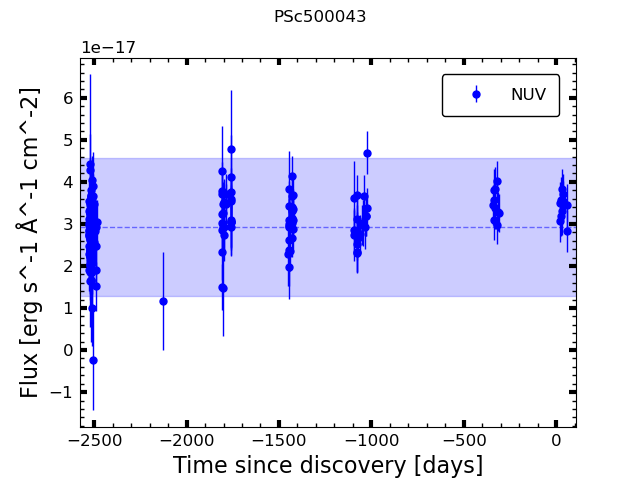 PSc500043
1e−17
NUV
6
5
4
3
2
1
0
−1
Flux [erg s^-1 Å^-1 cm^-2]
−2500 −2000 −1500 −1000 −500 0
Time since discovery [days]